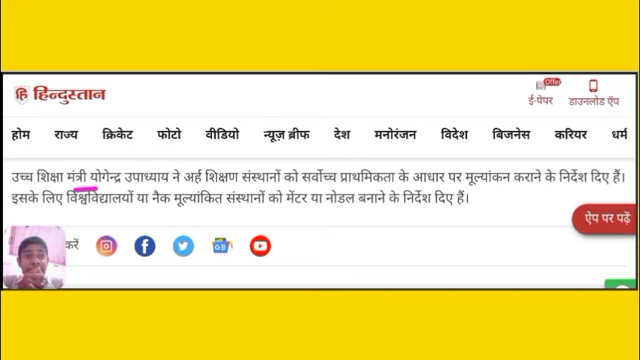 हि हिन्दुस्तान
Offer
ई-पेपर
डाउनलोड ऐप
होम राज्य क्रिकेट फोटो वीडियो न्यूज़ ब्रीफ देश मनोरंजन विदेश बिजनेस करियर धर्म
उच्च शिक्षा मंत्री योगेन्द्र उपाध्याय ने अर्ह शिक्षण संस्थानों को सर्वोच्च प्राथमिकता के आधार पर मूल्यांकन कराने के निर्देश दिए हैं।
इसके लिए विश्वविद्यालयों या नैक मूल्यांकित संस्थानों को मेंटर या नोडल बनाने के निर्देश दिए हैं।
ऐप पर पढ़ें
करें